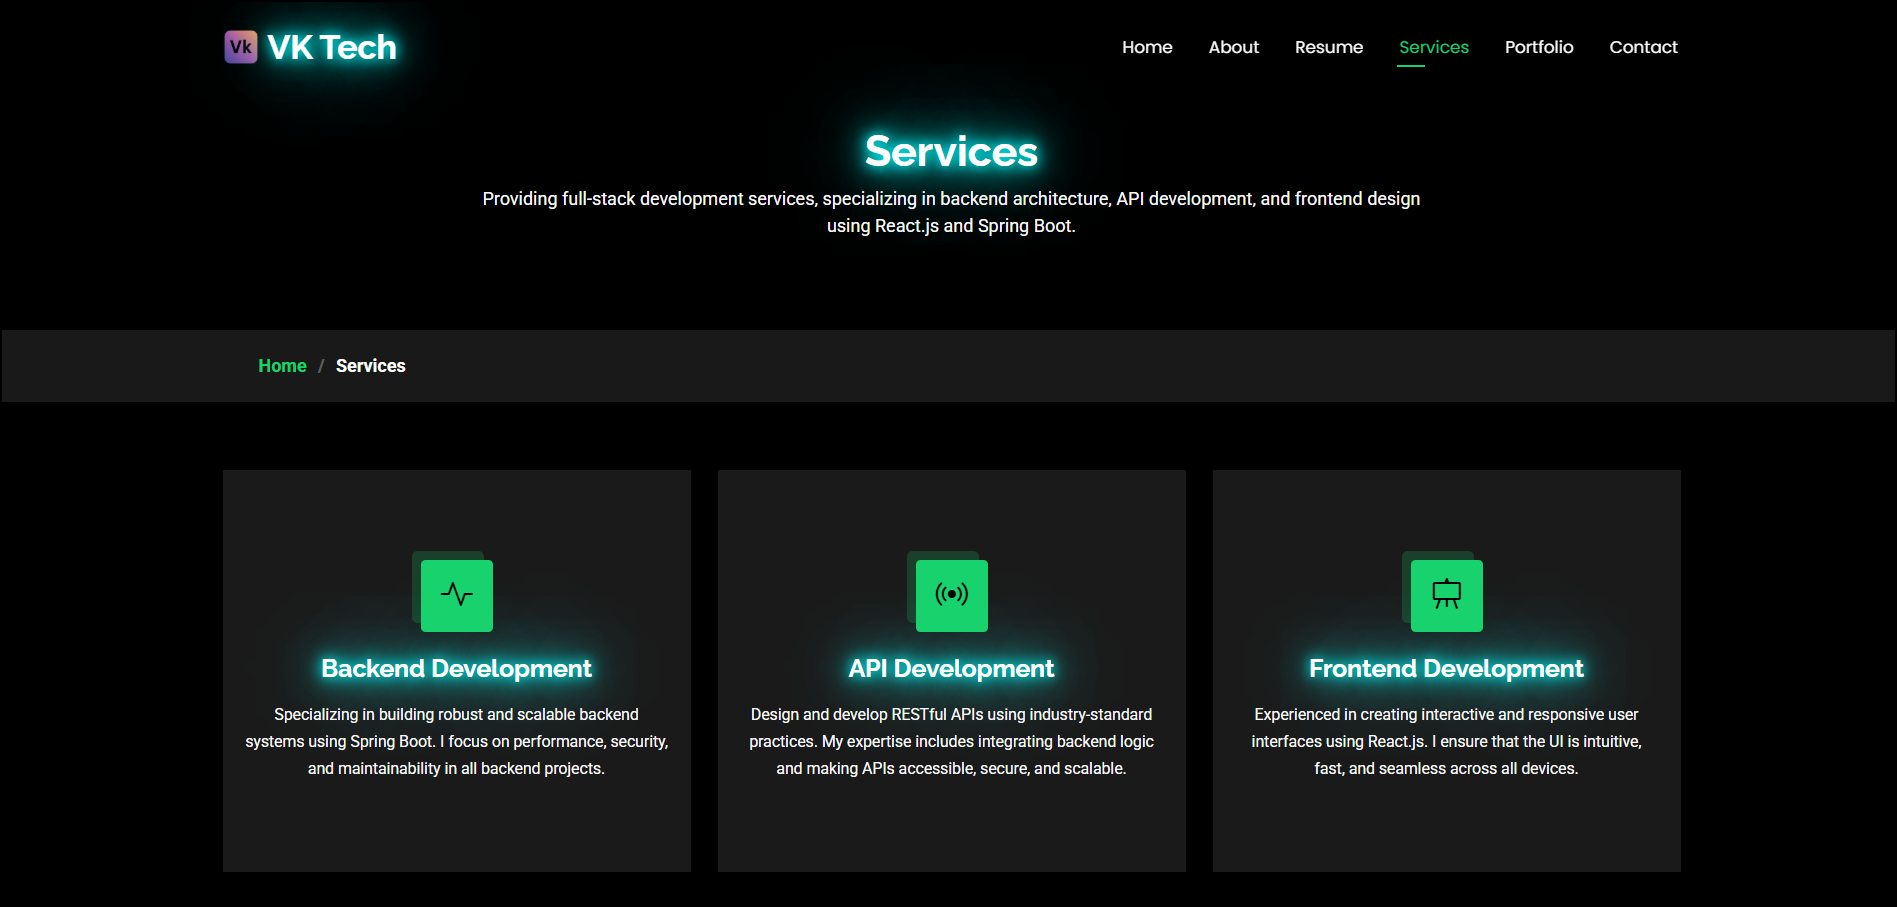 Vk VK Tech
Home About Resume Services Portfolio Contact
Services
Providing full-stack development services, specializing in backend architecture, API development, and frontend design
using React.js and Spring Boot.
Home / Services
Backend Development
Specializing in building robust and scalable backend
systems using Spring Boot. I focus on performance, security,
and maintainability in all backend projects.
API Development
Design and develop RESTful APIs using industry-standard
practices. My expertise includes integrating backend logic
and making APIs accessible, secure, and scalable.
Frontend Development
Experienced in creating interactive and responsive user
interfaces using React.js. I ensure that the UI is intuitive,
fast, and seamless across all devices.